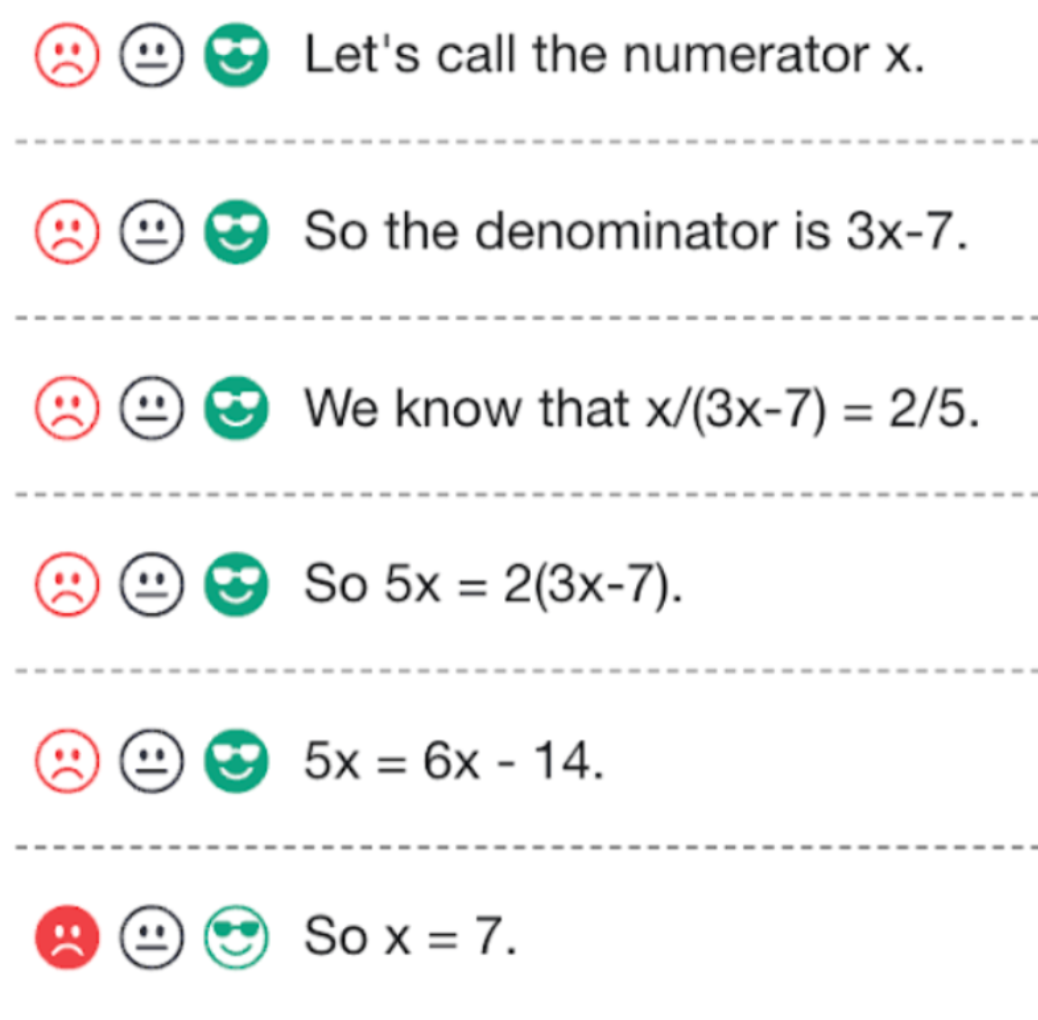 Let's call the numerator x.
So the denominator is 3x-7.
We know that x/(3x-7) = 2/5.
So 5x = 2(3x-7).
5x = 6x - 14.
So x = 7.